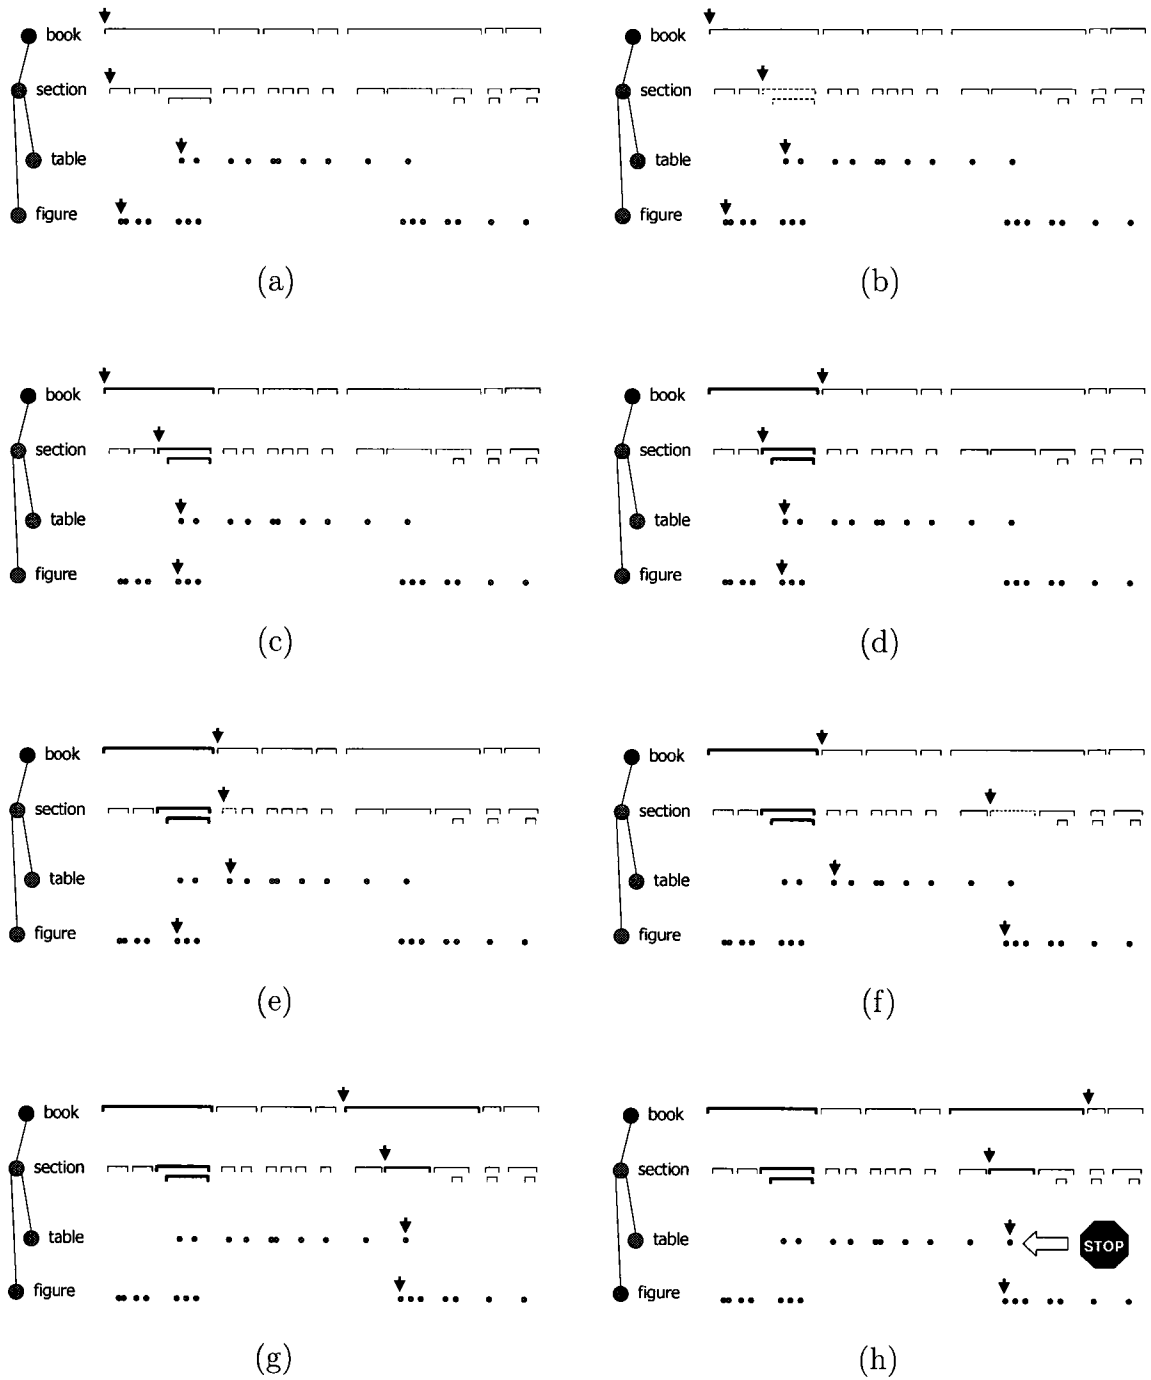 book
section
table
figure
(a)
book
section
table
figure
(b)
book
section
table
figure
(c)
book
section
table
figure
(d)
book
section
table
figure
(e)
book
section
table
figure
(f)
book
section
table
figure
(g)
book
section
table
STOP
figure
(h)